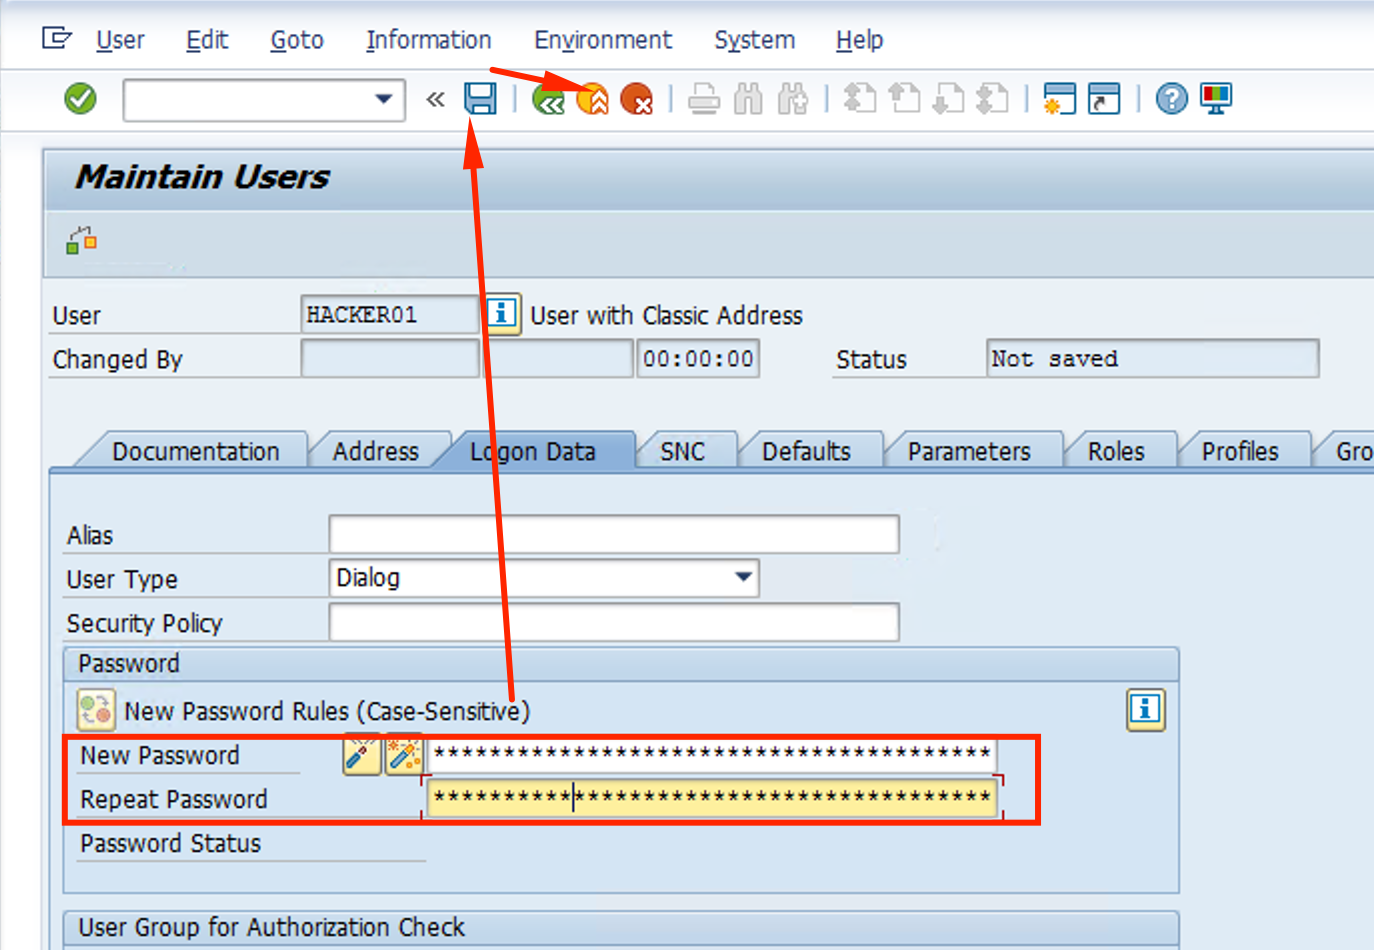 User Edit Goto Information Environment System Help
Maintain Users
User HACKER01 User with Classic Address
Changed By 00:00:00 Status Not saved
Documentation Address Logon Data SNC Defaults Parameters Roles Profiles Gro
Alias
User Type Dialog
Security Policy
Password
New Password Rules (Case-Sensitive)
New Password ****************************************
Repeat Password ****************************************
Password Status
User Group for Authorization Check